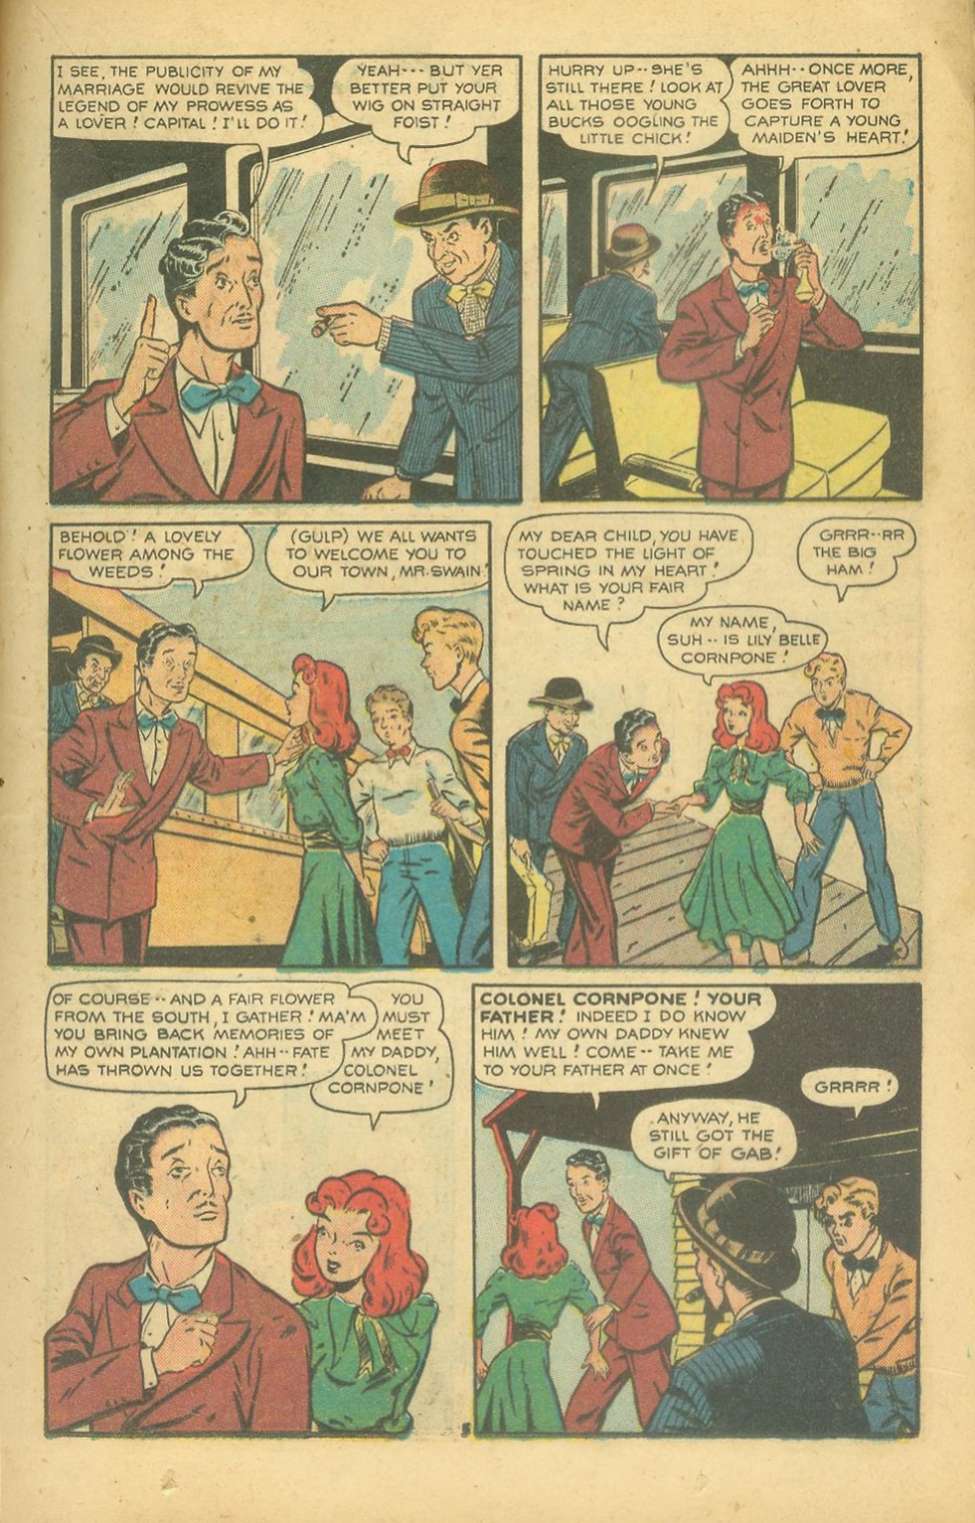 I SEE, THE PUBLICITY OF MY
MARRIAGE WOULD REVIVE THE
LEGEND OF MY PROWESS AS
A LOVER! CAPITAL! I'LL DO IT!
YEAH--- BUT YER
BETTER PUT YOUR
WIG ON STRAIGHT
FOIST!
HURRY UP-- SHE'S
STILL THERE! LOOK AT
ALL THOSE YOUNG
BUCKS OOGLING THE
LITTLE CHICK!
AHHH-- ONCE MORE,
THE GREAT LOVER
GOES FORTH TO
CAPTURE A YOUNG
MAIDEN'S HEART!
BEHOLD! A LOVELY
FLOWER AMONG THE
WEEDS!
(GULP) WE ALL WANTS
TO WELCOME YOU TO
OUR TOWN, MR. SWAIN!
MY DEAR CHILD, YOU HAVE
TOUCHED THE LIGHT OF
SPRING IN MY HEART!
WHAT IS YOUR FAIR
NAME?
MY NAME,
SUH-- IS LILY BELLE
CORNPONE!
GRRR--RR
THE BIG
HAM!
OF COURSE-- AND A FAIR FLOWER
FROM THE SOUTH, I GATHER! MA'M
YOU BRING BACK MEMORIES OF
MY OWN PLANTATION! AHH-- FATE
HAS THROWN US TOGETHER!
YOU
MUST
MEET
MY DADDY,
COLONEL
CORNPONE!
COLONEL CORNPONE! YOUR
FATHER! INDEED I DO KNOW
HIM! MY OWN DADDY KNEW
HIM WELL! COME-- TAKE ME
TO YOUR FATHER AT ONCE!
ANYWAY, HE
STILL GOT THE
GIFT OF GAB!
GRRRR!
5